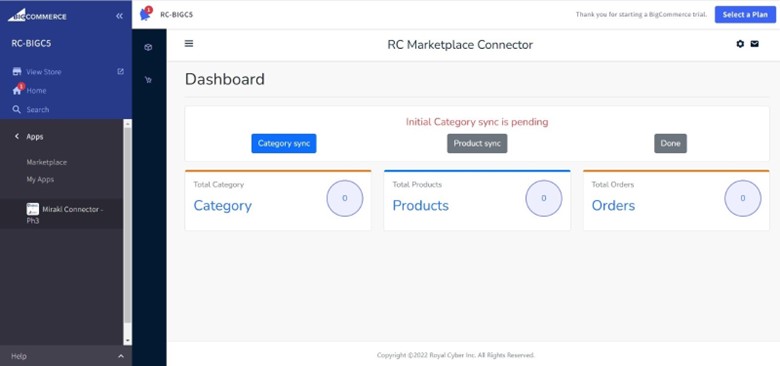 BIGCOMMERCE
«
1
RC-BIGC5
Thank you for starting a BigCommerce trial.
Select a Plan
RC-BIGC5
View Store
1
Home
Search
Apps
Marketplace
My Apps
Mirakl Connector -
Ph3
Help
RC Marketplace Connector
Dashboard
Initial Category sync is pending
Category sync
Product sync
Done
Total Category
Category
0
Total Products
Products
0
Total Orders
Orders
0
Copyright ©2022 Royal Cyber Inc. All Rights Reserved.